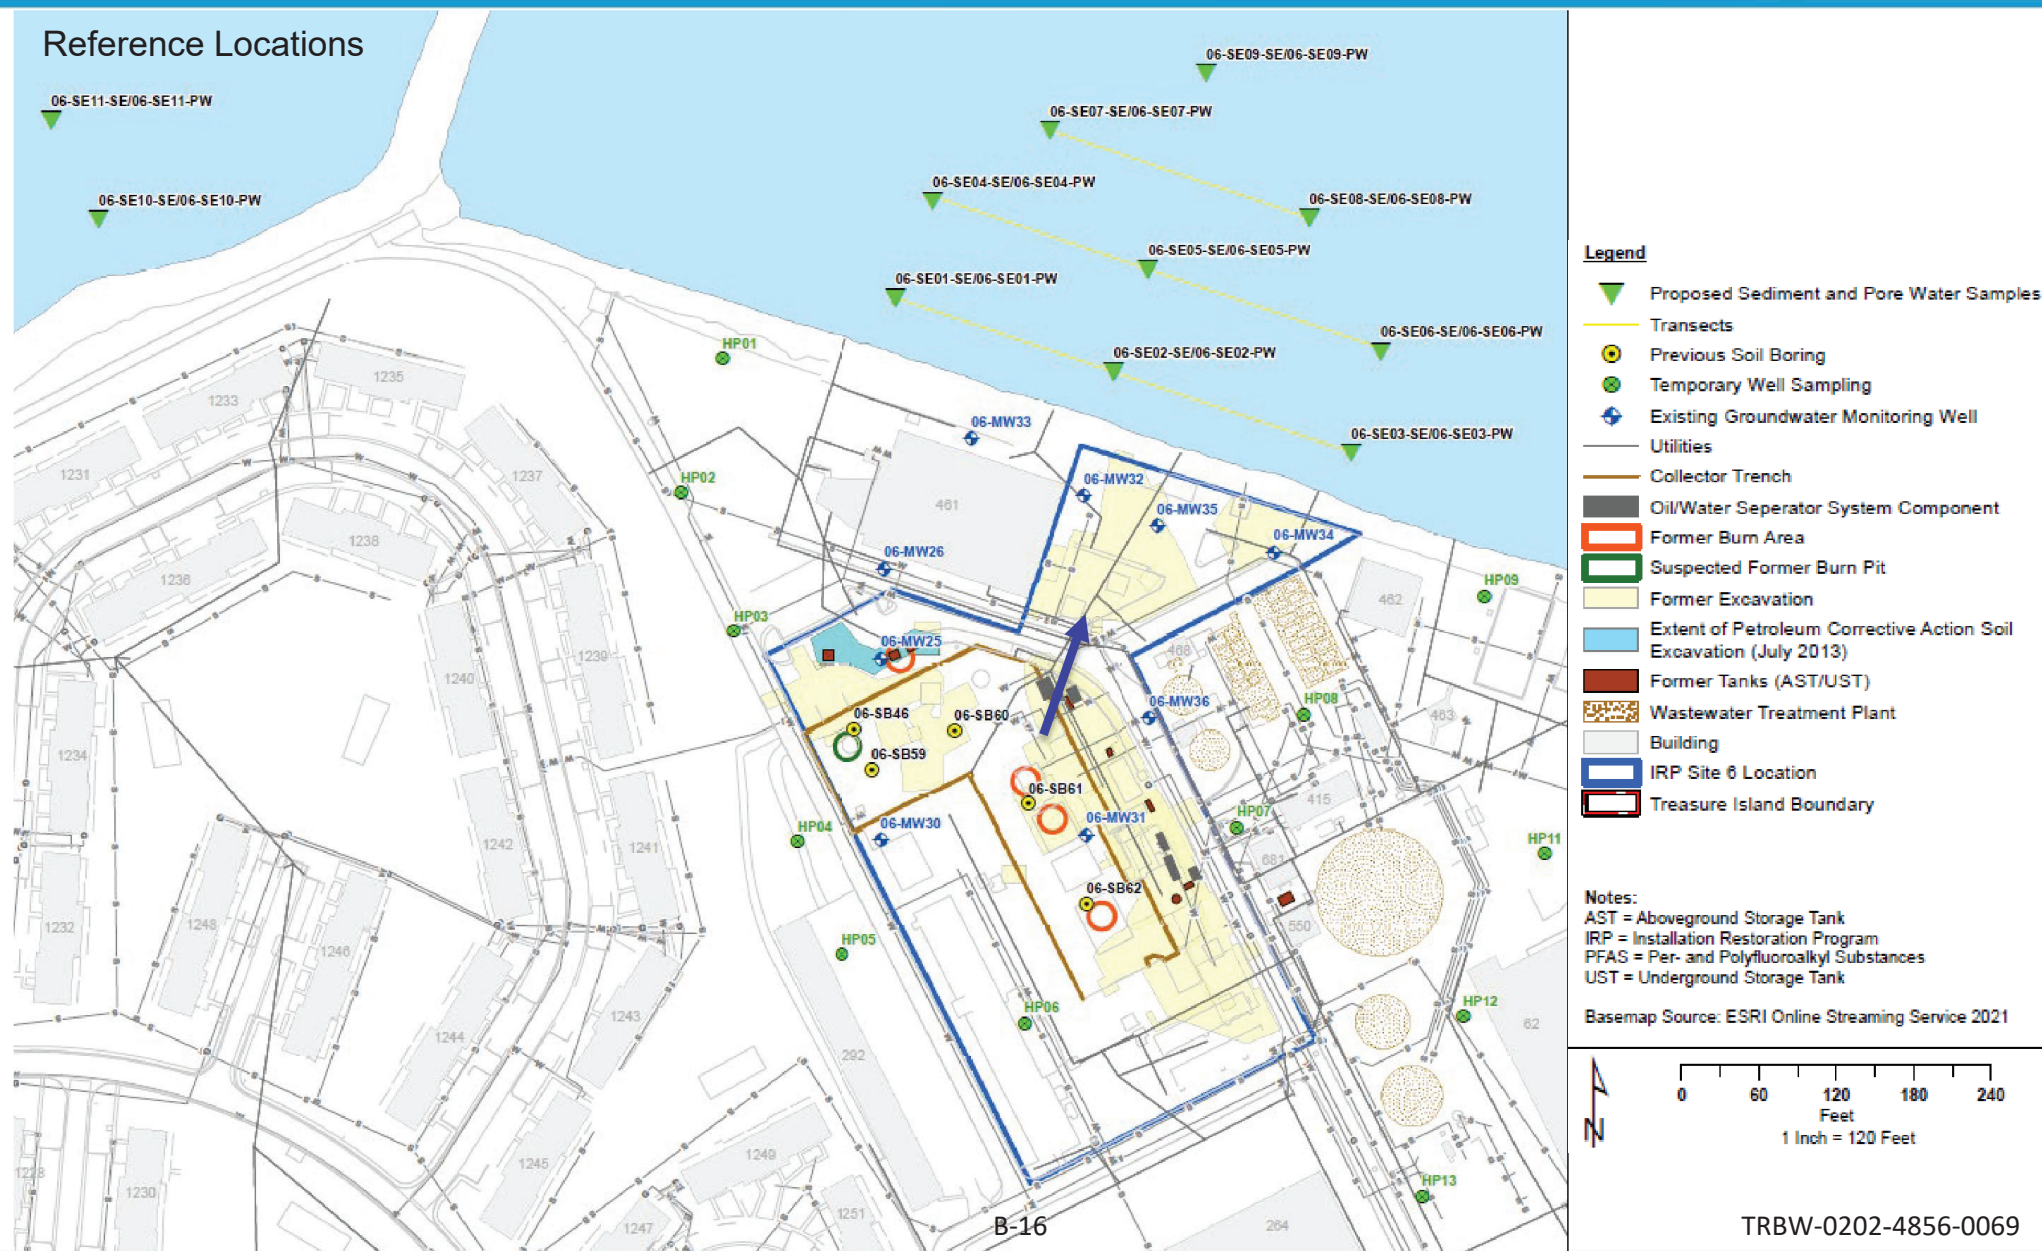 Reference Locations
06-SE11-SE/06-SE11-PW
06-SE10-SE/06-SE10-PW
06-SE09-SE/06-SE09-PW
06-SE07-SE/06-SE07-PW
06-SE04-SE/06-SE04-PW
06-SE08-SE/06-SE08-PW
06-SE05-SE/06-SE05-PW
06-SE01-SE/06-SE01-PW
06-SE06-SE/06-SE06-PW
06-SE02-SE/06-SE02-PW
06-SE03-SE/06-SE03-PW
HP01
1235
1233
06-MW33
1231
1237
HP02
06-MW32
461
06-MW35
1238
06-MW34
06-MW26
1236
HP09
462
HP03
06-MW25
1239
468
1240
HP08
06-MW36
06-SB46
06-SB60
463
1234
06-SB59
06-SB61
415
HP07
06-MW31
HP04
06-MW30
HP11
1242
1241
681
06-SB62
1248
1232
550
HP05
1246
HP12
HP06
1243
62
1244
292
1249
1245
1228
1230
HP13
1251
1247
264
B-16
Legend
Proposed Sediment and Pore Water Samples
Transects
Previous Soil Boring
Temporary Well Sampling
Existing Groundwater Monitoring Well
Utilities
Collector Trench
Oil/Water Seperator System Component
Former Burn Area
Suspected Former Burn Pit
Former Excavation
Extent of Petroleum Corrective Action Soil
Excavation (July 2013)
Former Tanks (AST/UST)
Wastewater Treatment Plant
Building
IRP Site 6 Location
Treasure Island Boundary
Notes:
AST = Aboveground Storage Tank
IRP = Installation Restoration Program
PFAS = Per- and Polyfluoroalkyl Substances
UST = Underground Storage Tank
Basemap Source: ESRI Online Streaming Service 2021
N
0 60 120 180 240
Feet
1 Inch = 120 Feet
TRBW-0202-4856-0069